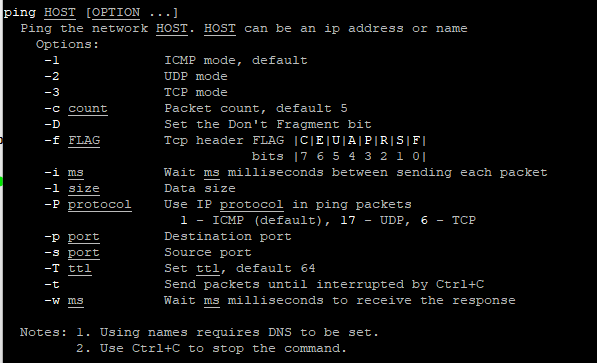 ping HOST [OPTION ...]
Ping the network HOST. HOST can be an ip address or name
Options:
-1 ICMP mode, default
-2 UDP mode
-3 TCP mode
-c count Packet count, default 5
-D Set the Don't Fragment bit
-f FLAG Tcp header FLAG |C|E|U|A|P|R|S|F|
bits |7 6 5 4 3 2 1 0|
-i ms Wait ms milliseconds between sending each packet
-l size Data size
-P protocol Use IP protocol in ping packets
1 - ICMP (default), 17 - UDP, 6 - TCP
-p port Destination port
-s port Source port
-T ttl Set ttl, default 64
-t Send packets until interrupted by Ctrl+C
-w ms Wait ms milliseconds to receive the response
Notes: 1. Using names requires DNS to be set.
2. Use Ctrl+C to stop the command.